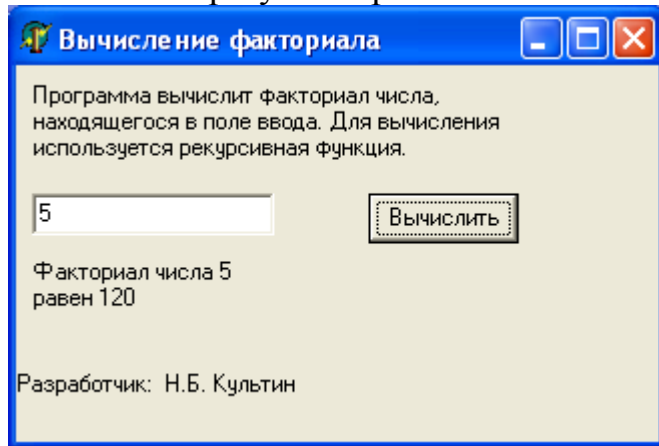 Вычисление факториала
Программа вычислит факториал числа,
находящегося в поле ввода. Для вычисления
используется рекурсивная функция.
5
Вычислить
Факториал числа 5
равен 120
Разработчик: Н.Б. Культин